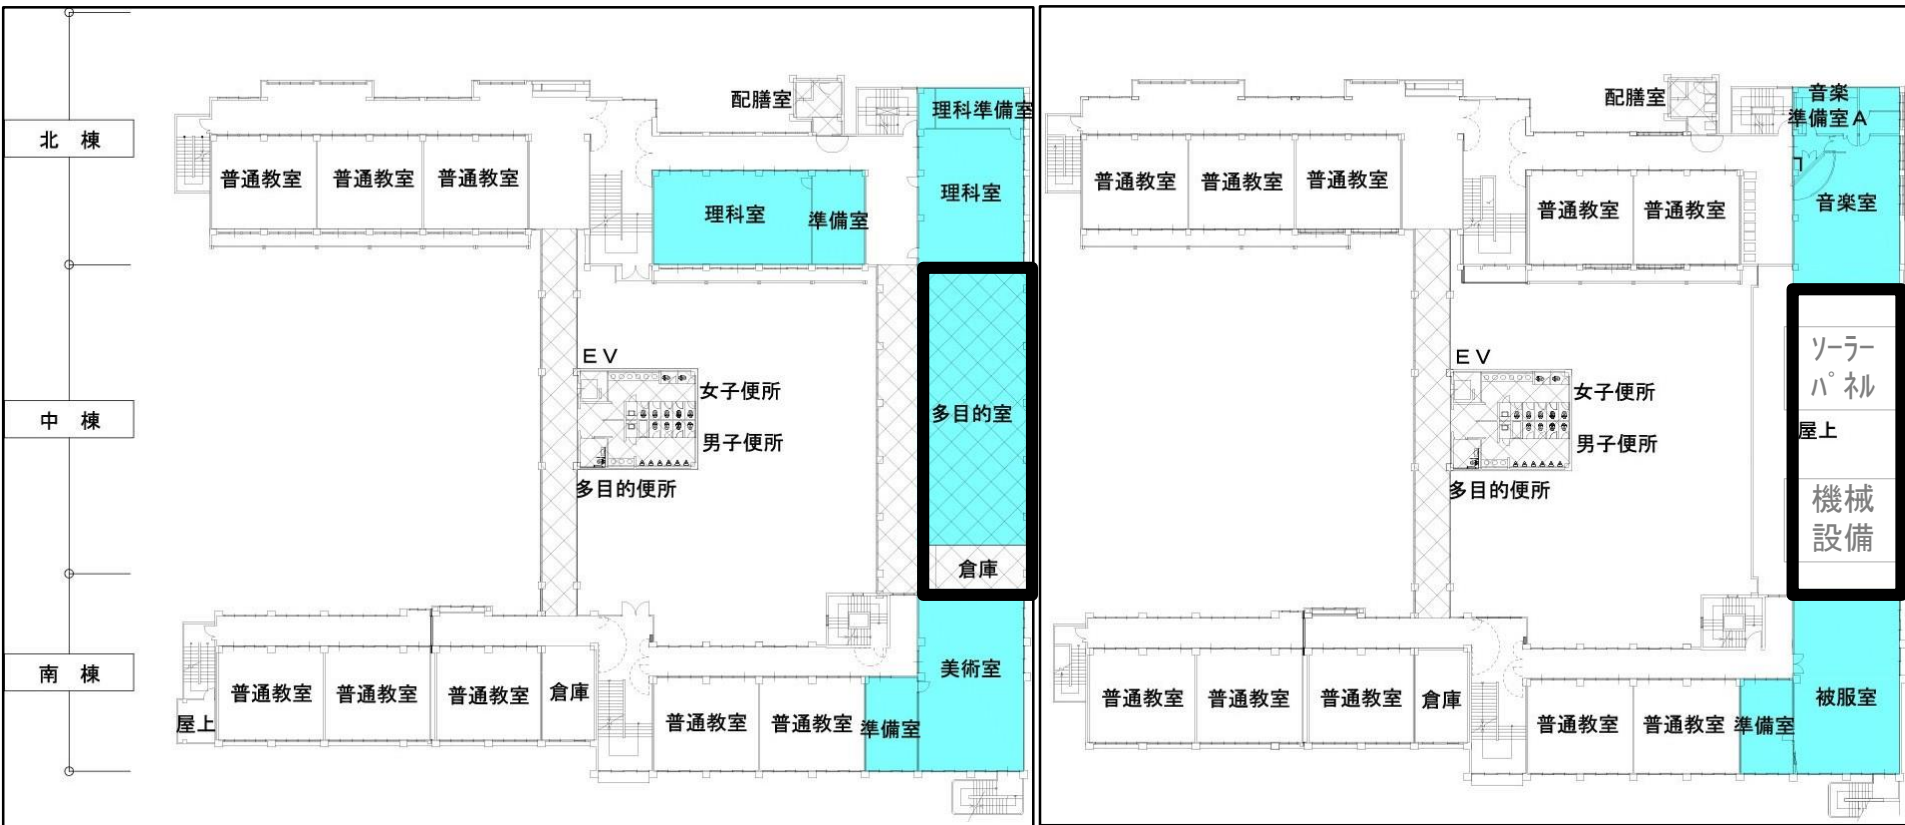 北 棟
中 棟
南 棟
配膳室
理科準備室
普通教室
普通教室
普通教室
理科室
準備室
理科室
EV
女子便所
男子便所
多目的便所
多目的室
倉庫
美術室
普通教室
普通教室
普通教室
倉庫
屋上
普通教室
普通教室
準備室
配膳室
音楽
準備室A
普通教室
普通教室
普通教室
普通教室
普通教室
音楽室
EV
女子便所
男子便所
多目的便所
ソーラー
パネル
屋上
機械
設備
普通教室
普通教室
普通教室
倉庫
普通教室
普通教室
準備室
被服室